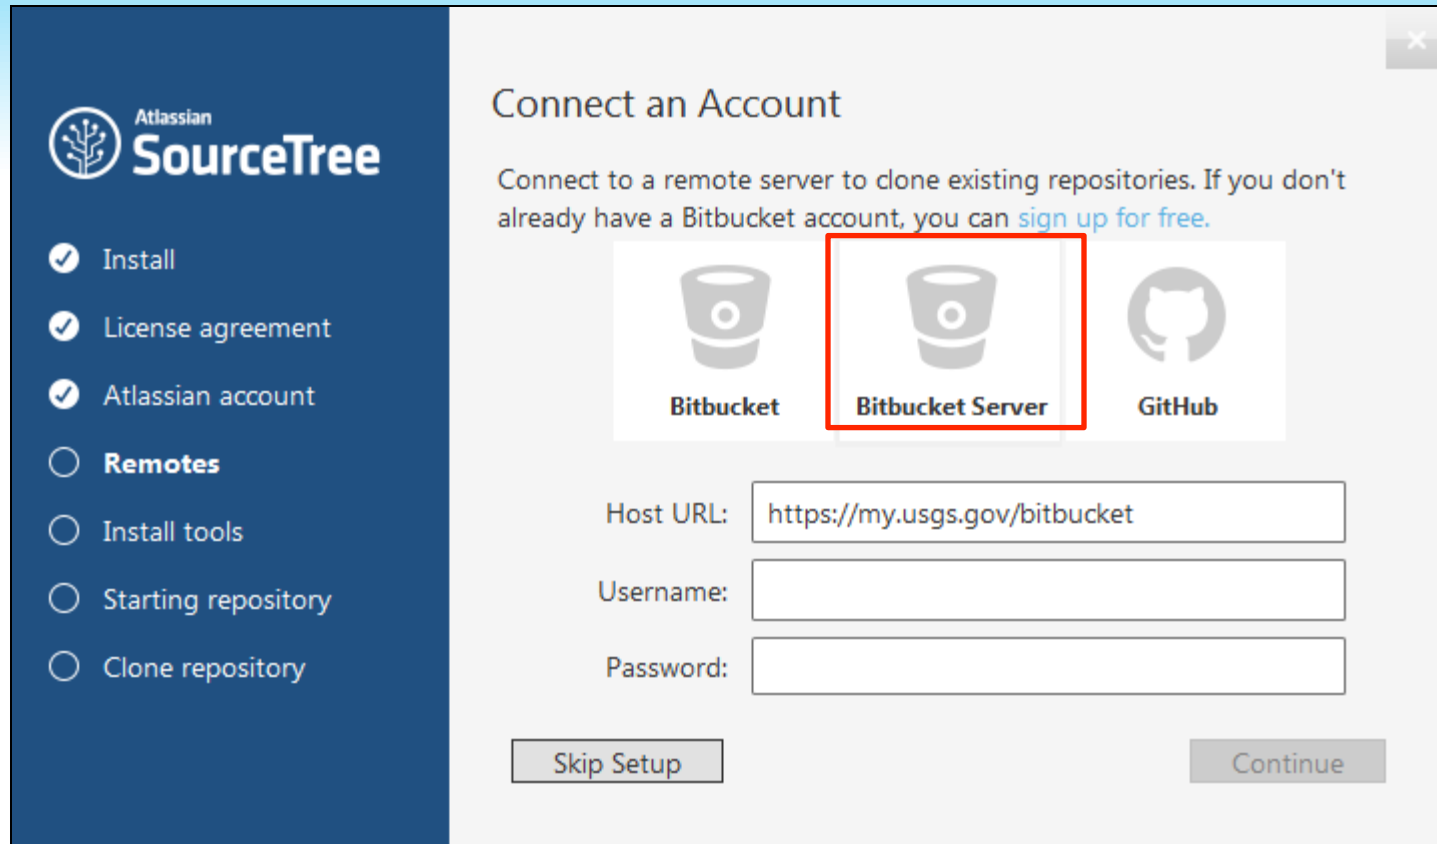 Atlassian
SourceTree
Install
License agreement
Atlassian account
Remotes
Install tools
Starting repository
Clone repository
Connect an Account
Connect to a remote server to clone existing repositories. If you don't
already have a Bitbucket account, you can sign up for free.
Bitbucket
Bitbucket Server
GitHub
Host URL: https://my.usgs.gov/bitbucket
Username:
Password:
Skip Setup
Continue